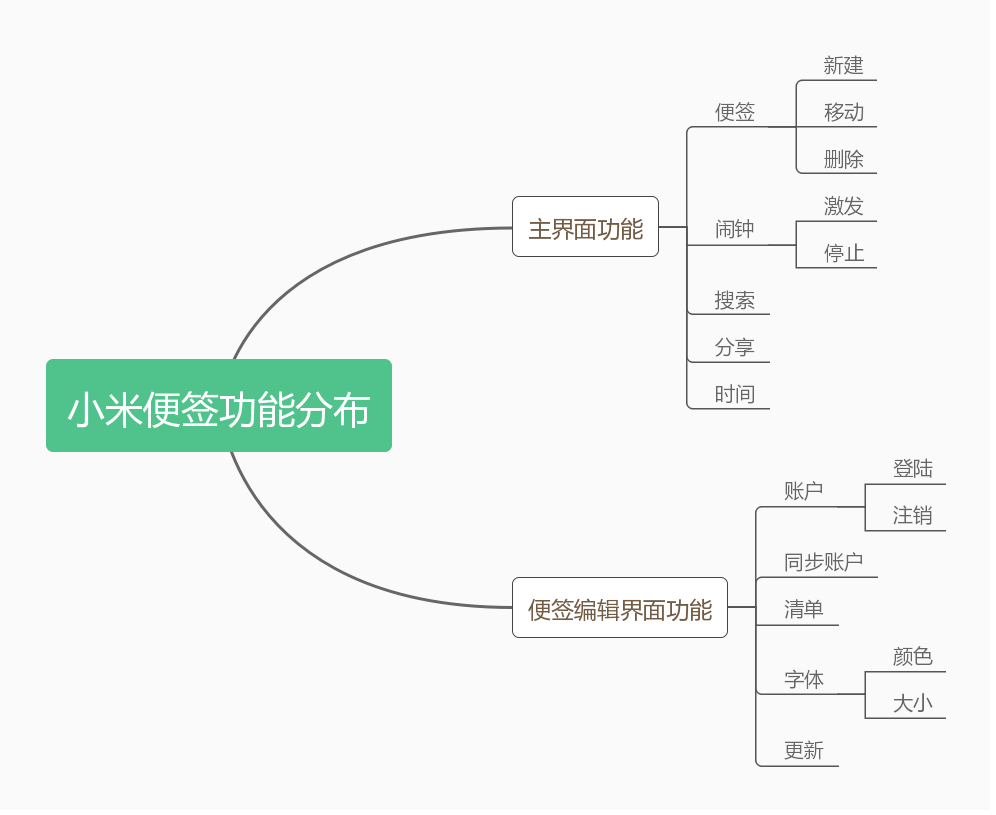 小米便签功能分布
主界面功能
便签
新建
移动
删除
闹钟
激发
停止
搜索
分享
时间
便签编辑界面功能
账户
登陆
注销
同步账户
清单
字体
颜色
大小
更新